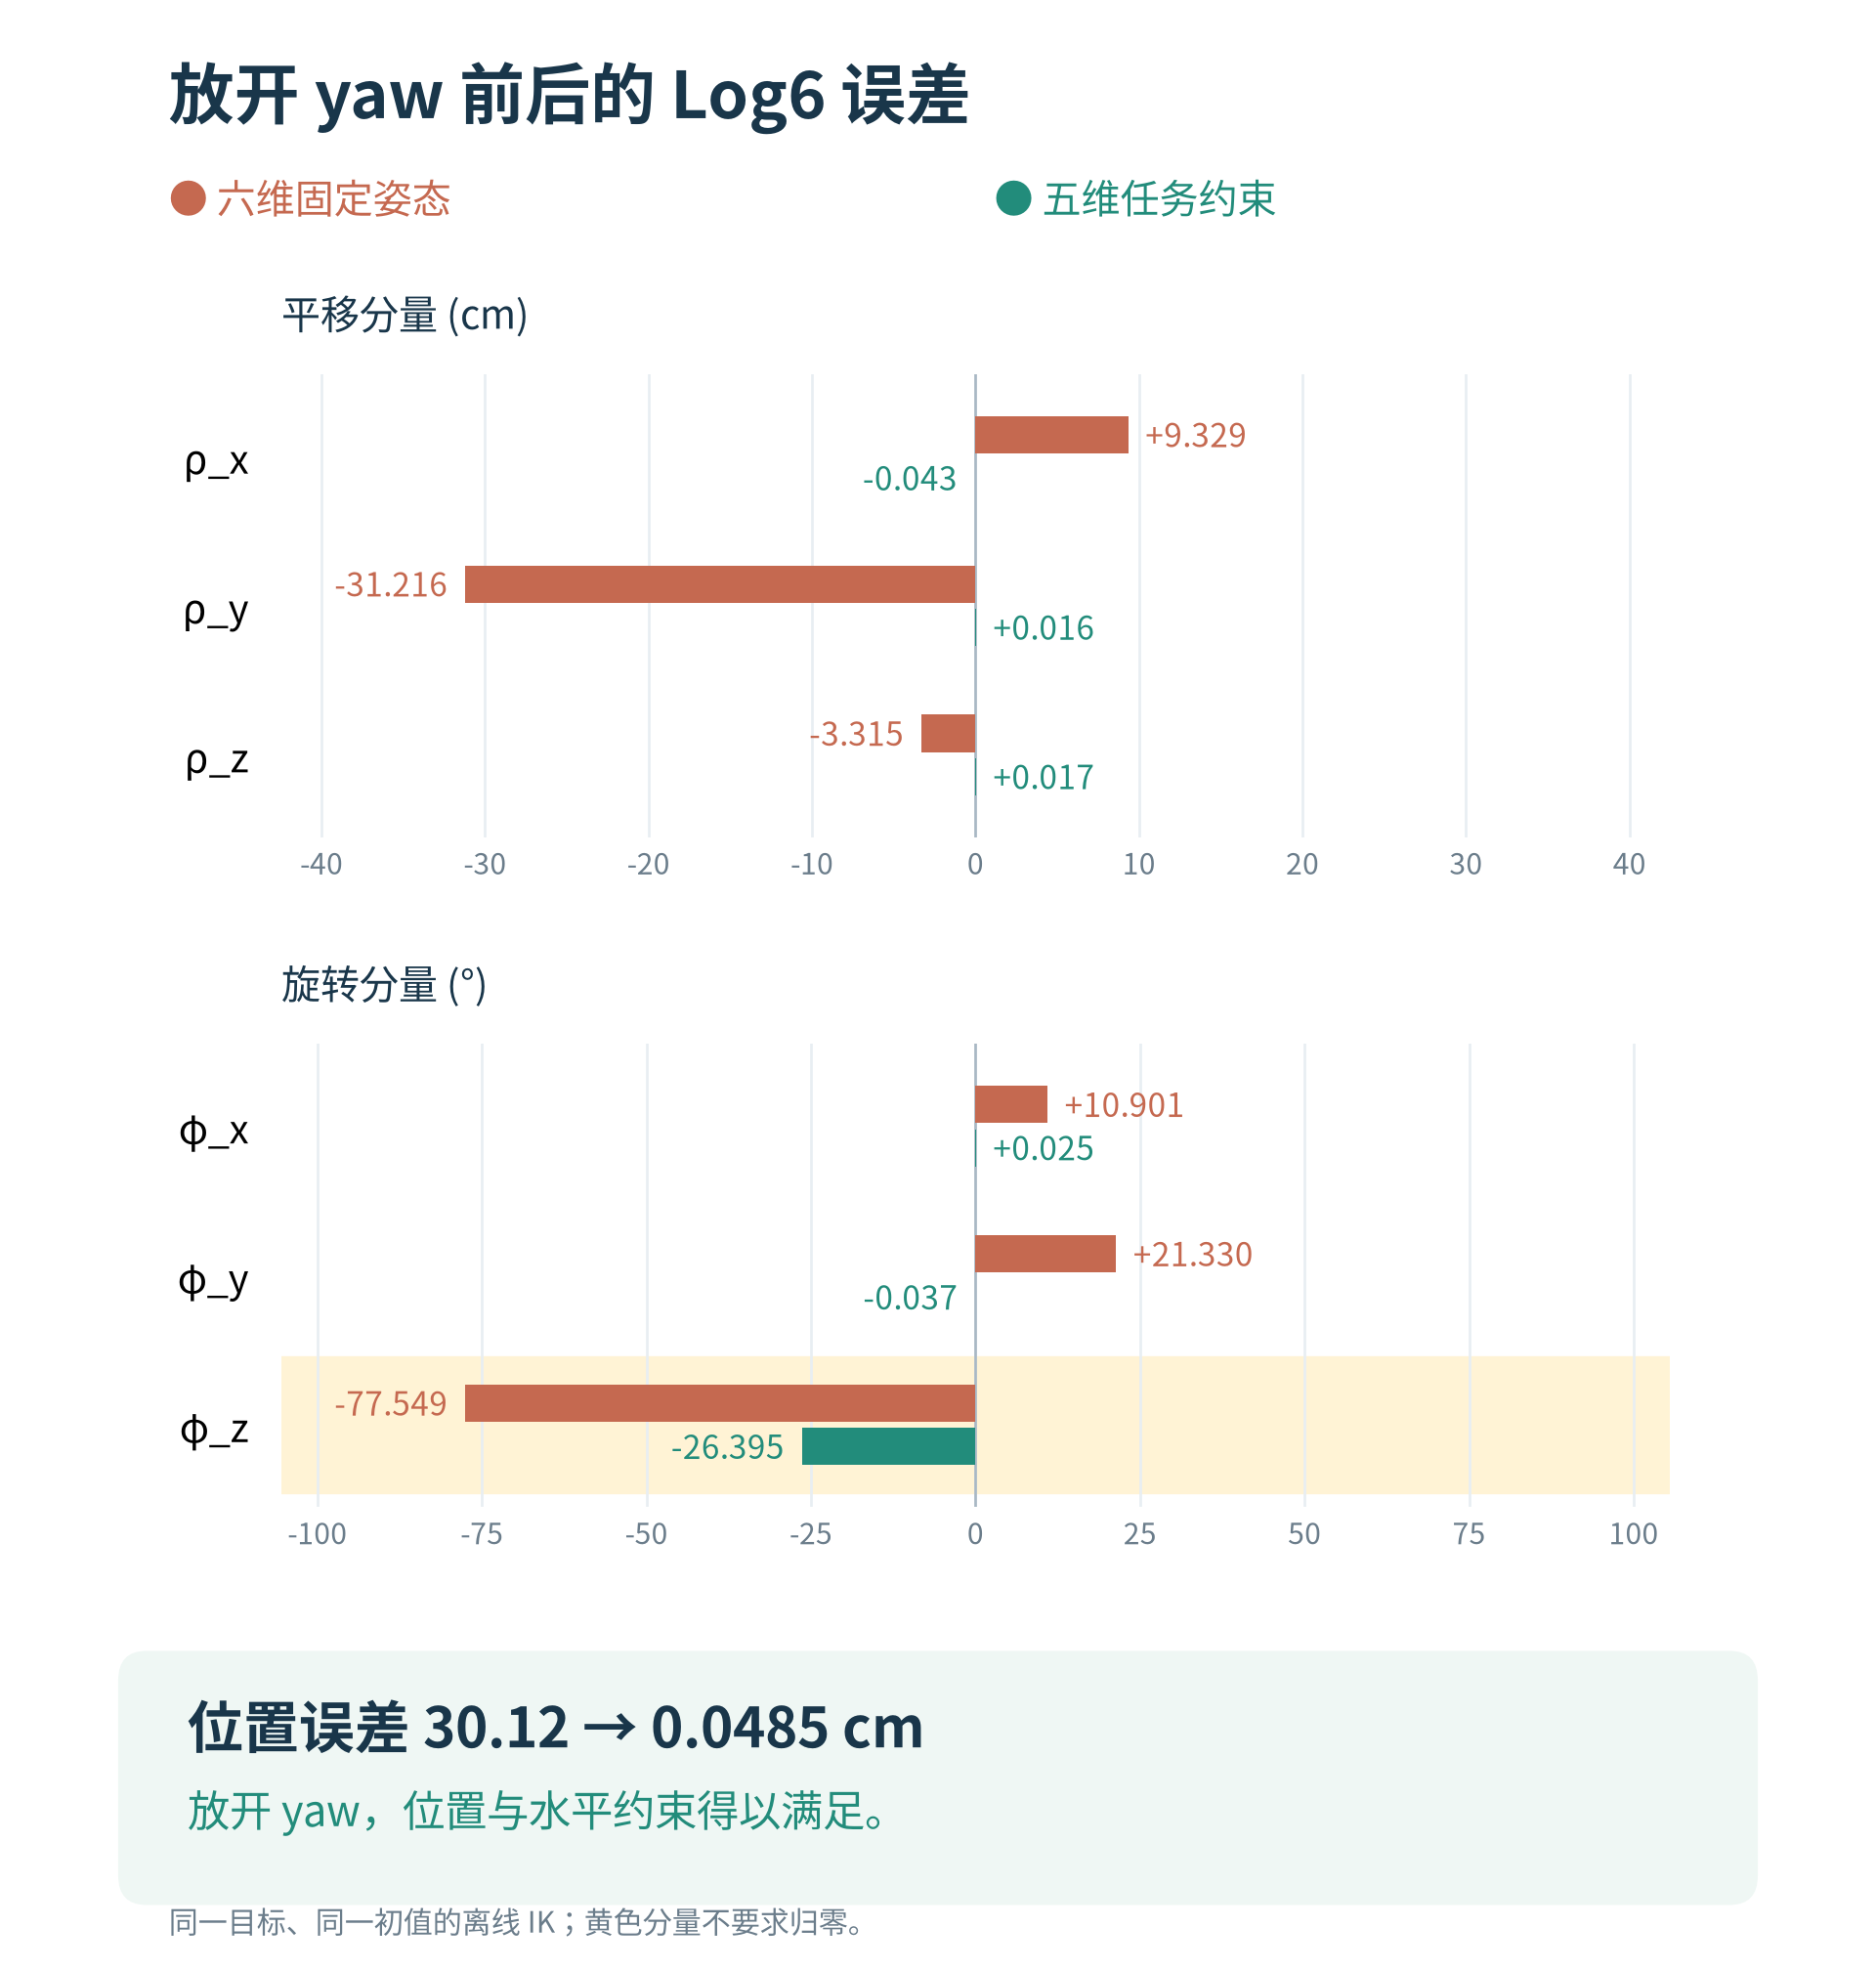 放开 yaw 前后的 Log6 误差
六维固定姿态
五维任务约束
平移分量 (cm)
ρ_x
+9.329
-0.043
ρ_y
-31.216
+0.016
ρ_z
-3.315
+0.017
-40 -30 -20 -10 0 10 20 30 40
旋转分量 (°)
ϕ_x
+10.901
+0.025
ϕ_y
+21.330
-0.037
ϕ_z
-77.549
-26.395
-100 -75 -50 -25 0 25 50 75 100
位置误差 30.12 → 0.0485 cm
放开 yaw，位置与水平约束得以满足。
同一目标、同一初值的离线 IK；黄色分量不要求归零。